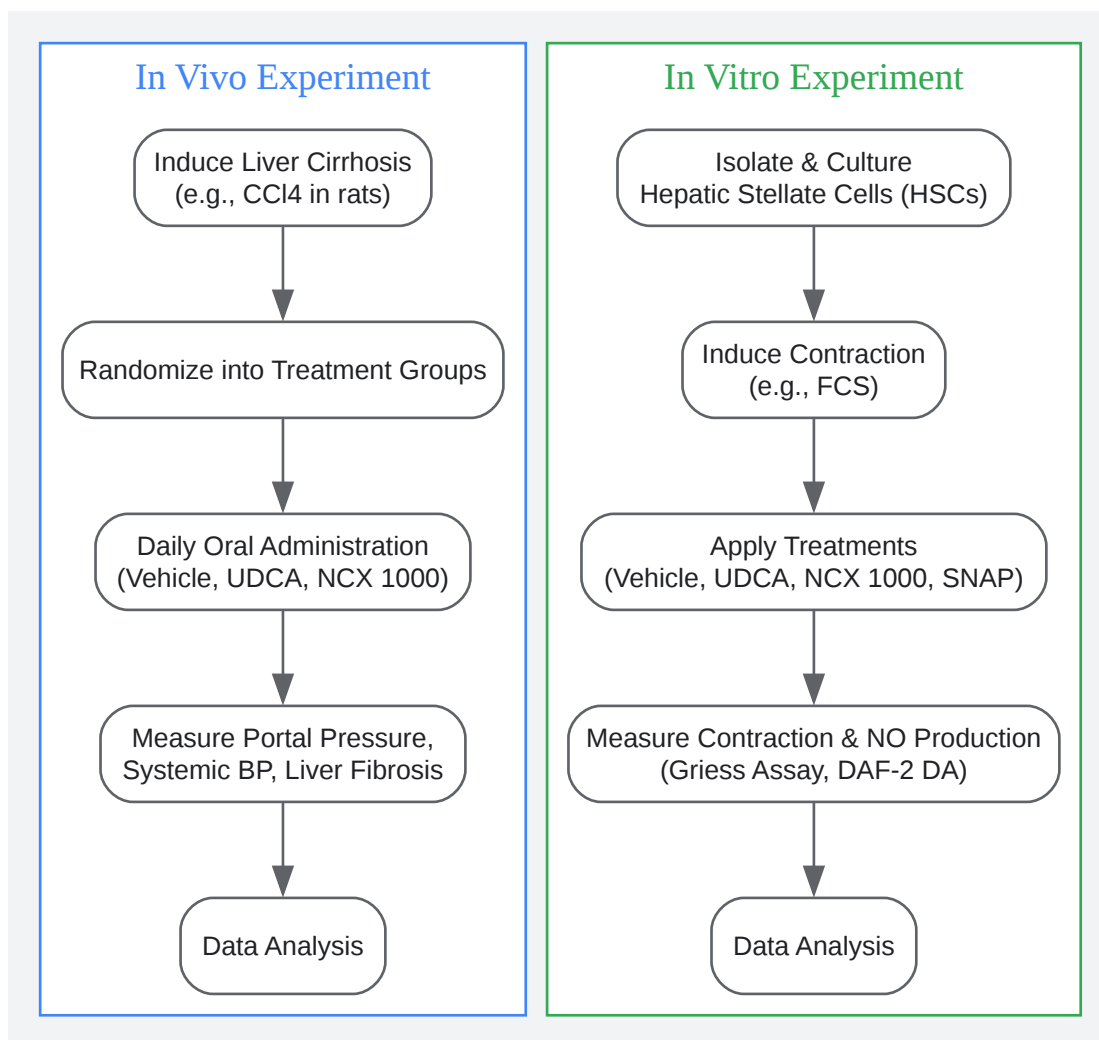 In Vivo Experiment
Induce Liver Cirrhosis
(e.g., CCl4 in rats)
Randomize into Treatment Groups
Daily Oral Administration
(Vehicle, UDCA, NCX 1000)
Measure Portal Pressure,
Systemic BP, Liver Fibrosis
Data Analysis
In Vitro Experiment
Isolate & Culture
Hepatic Stellate Cells (HSCs)
Induce Contraction
(e.g., FCS)
Apply Treatments
(Vehicle, UDCA, NCX 1000, SNAP)
Measure Contraction & NO Production
(Griess Assay, DAF-2 DA)
Data Analysis